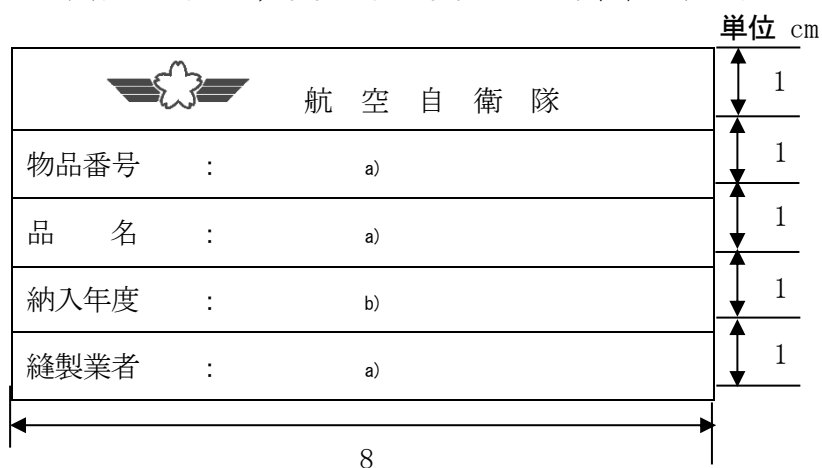 単位 cm
航 空 自 衛 隊 1
物品番号 : a) 1
品 名 : a) 1
納入年度 : b) 1
縫製業者 : a) 1
8